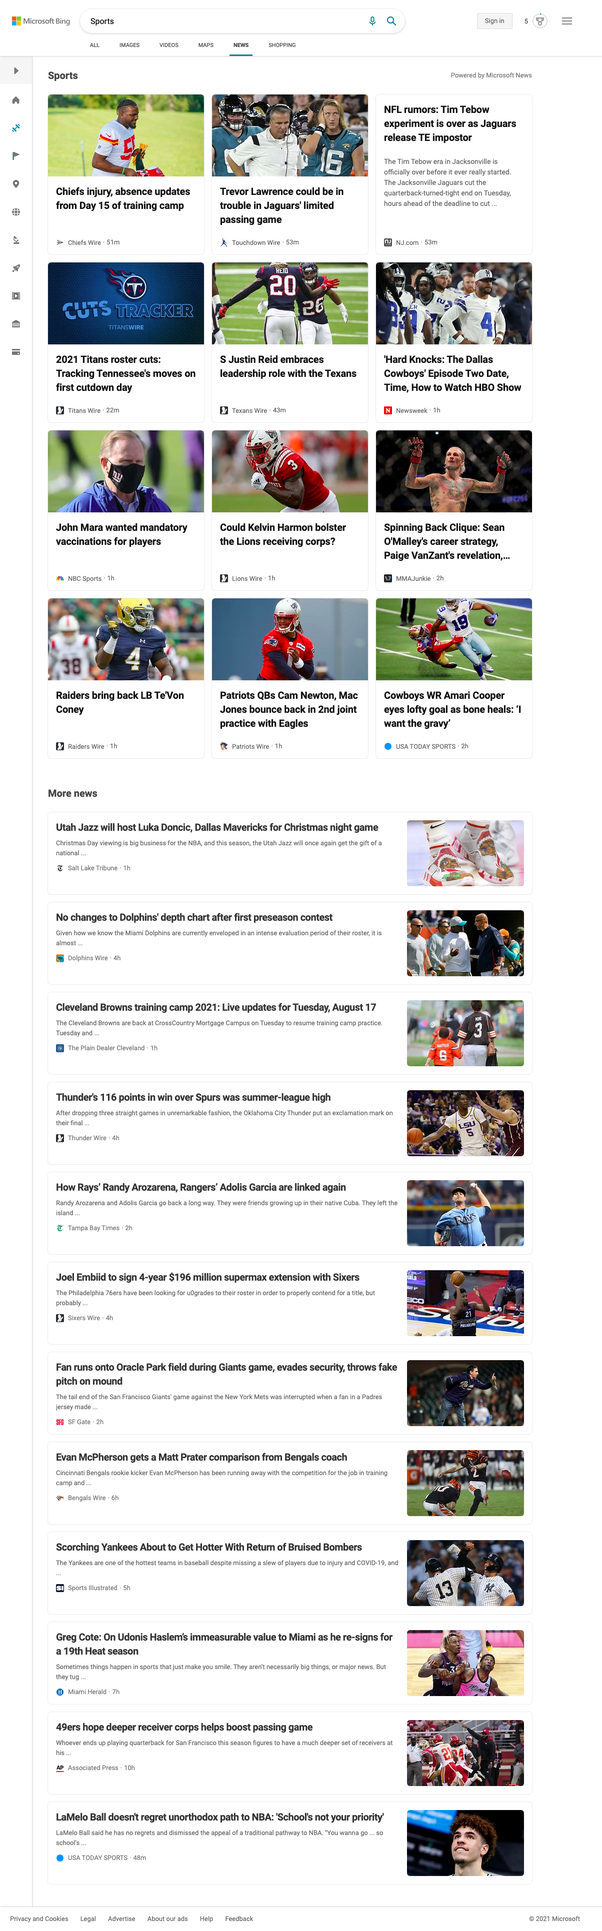 Microsoft Bing
Sports
Sign in
5
ALL
IMAGES
VIDEOS
MAPS
NEWS
SHOPPING
Sports
Powered by Microsoft News
Chiefs injury, absence updates
from Day 15 of training camp
Chiefs Wire · 51m
Trevor Lawrence could be in
trouble in Jaguars' limited
passing game
Touchdown Wire · 53m
NFL rumors: Tim Tebow
experiment is over as Jaguars
release TE impostor
The Tim Tebow era in Jacksonville is
officially over before it ever really started.
The Jacksonville Jaguars cut the
quarterback-turned-tight end on Tuesday,
hours ahead of the deadline to cut ...
NJ.com · 53m
CUTS TRACKER
TITANSWIRE
2021 Titans roster cuts:
Tracking Tennessee's moves on
first cutdown day
Titans Wire · 22m
REID
20
26
S Justin Reid embraces
leadership role with the Texans
Texans Wire · 43m
4
'Hard Knocks: The Dallas
Cowboys' Episode Two Date,
Time, How to Watch HBO Show
Newsweek · 1h
John Mara wanted mandatory
vaccinations for players
NBC Sports · 1h
3
Could Kelvin Harmon bolster
the Lions receiving corps?
Lions Wire · 1h
Spinning Back Clique: Sean
O'Malley's career strategy,
Paige VanZant's revelation,...
MMAJunkie · 2h
38
4
Raiders bring back LB Te'Von
Coney
Raiders Wire · 1h
Patriots QBs Cam Newton, Mac
Jones bounce back in 2nd joint
practice with Eagles
Patriots Wire · 1h
19
Cowboys WR Amari Cooper
eyes lofty goal as bone heals: ‘I
want the gravy’
USA TODAY SPORTS · 2h
More news
Utah Jazz will host Luka Doncic, Dallas Mavericks for Christmas night game
Christmas Day viewing is big business for the NBA, and this season, the Utah Jazz will once again get the gift of a
national ...
Salt Lake Tribune · 1h
No changes to Dolphins' depth chart after first preseason contest
Given how we know the Miami Dolphins are currently enveloped in an intense evaluation period of their roster, it is
almost ...
Dolphins Wire · 4h
Cleveland Browns training camp 2021: Live updates for Tuesday, August 17
The Cleveland Browns are back at CrossCountry Mortgage Campus on Tuesday to resume training camp practice.
Tuesday and ...
The Plain Dealer Cleveland · 1h
3
6
Thunder's 116 points in win over Spurs was summer-league high
After dropping three straight games in unremarkable fashion, the Oklahoma City Thunder put an exclamation mark on
their final ...
Thunder Wire · 4h
LSU
5
How Rays’ Randy Arozarena, Rangers’ Adolis Garcia are linked again
Randy Arozarena and Adolis Garcia go back a long way. They were friends growing up in their native Cuba. They left the
island ...
Tampa Bay Times · 2h
Rays
Joel Embiid to sign 4-year $196 million supermax extension with Sixers
The Philadelphia 76ers have been looking for u0grades to their roster in order to properly contend for a title, but
probably ...
Sixers Wire · 4h
21
Fan runs onto Oracle Park field during Giants game, evades security, throws fake
pitch on mound
The tail end of the San Francisco Giants' game against the New York Mets was interrupted when a fan in a Padres
jersey made ...
SF Gate · 2h
Evan McPherson gets a Matt Prater comparison from Bengals coach
Cincinnati Bengals rookie kicker Evan McPherson has been running away with the competition for the job in training
camp and ...
Bengals Wire · 6h
2
Scorching Yankees About to Get Hotter With Return of Bruised Bombers
The Yankees are one of the hottest teams in baseball despite missing a slew of players due to injury and COVID-19, and
...
Sports Illustrated · 5h
13
Greg Cote: On Udonis Haslem’s immeasurable value to Miami as he re-signs for
a 19th Heat season
Sometimes things happen in sports that just make you smile. They aren’t necessarily big things, or major news. But
they tug ...
Miami Herald · 7h
49ers hope deeper receiver corps helps boost passing game
Whoever ends up playing quarterback for San Francisco this season figures to have a much deeper set of receivers at
his ...
AP
Associated Press · 10h
LaMelo Ball doesn't regret unorthodox path to NBA: 'School's not your priority'
LaMelo Ball said he has no regrets and dismissed the appeal of a traditional pathway to NBA. "You wanna go ... so
school's ...
USA TODAY SPORTS · 48m
Privacy and Cookies
Legal
Advertise
About our ads
Help
Feedback
© 2021 Microsoft